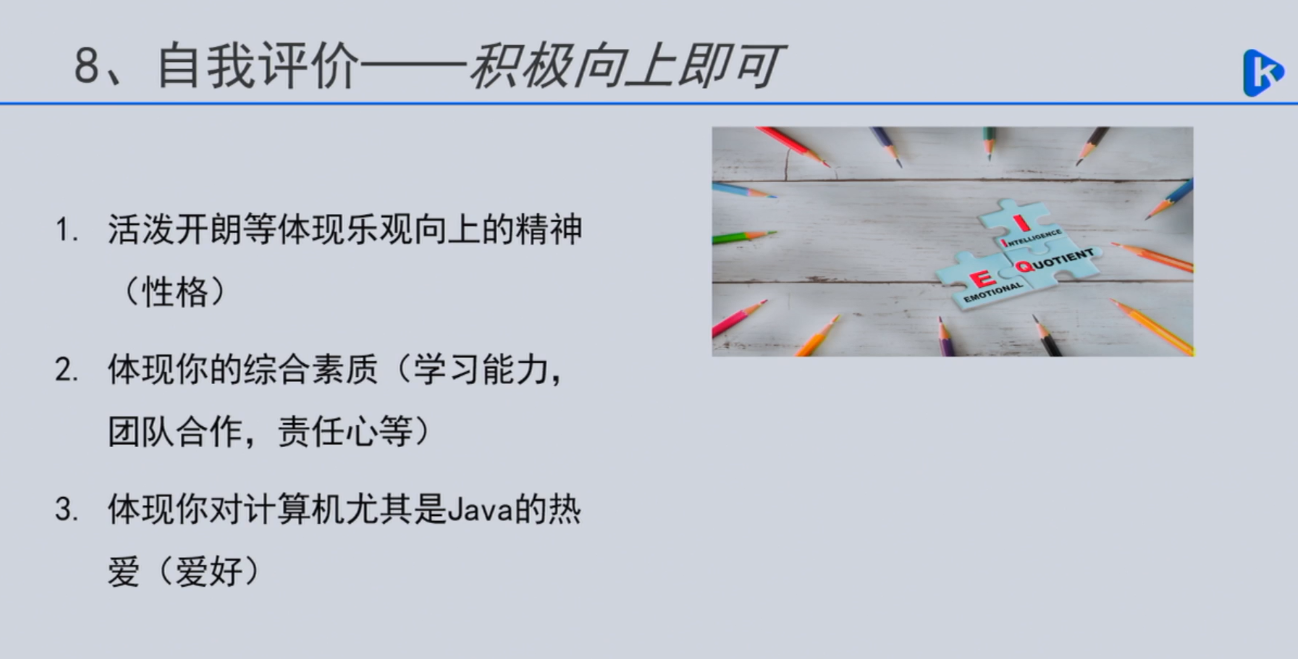 8、自我评价——积极向上即可
k
1. 活泼开朗等体现乐观向上的精神
（性格）
2. 体现你的综合素质（学习能力，
团队合作，责任心等）
3. 体现你对计算机尤其是Java的热
爱（爱好）
I
INTELLIGENCE
E QUOTIENT
EMOTIONAL